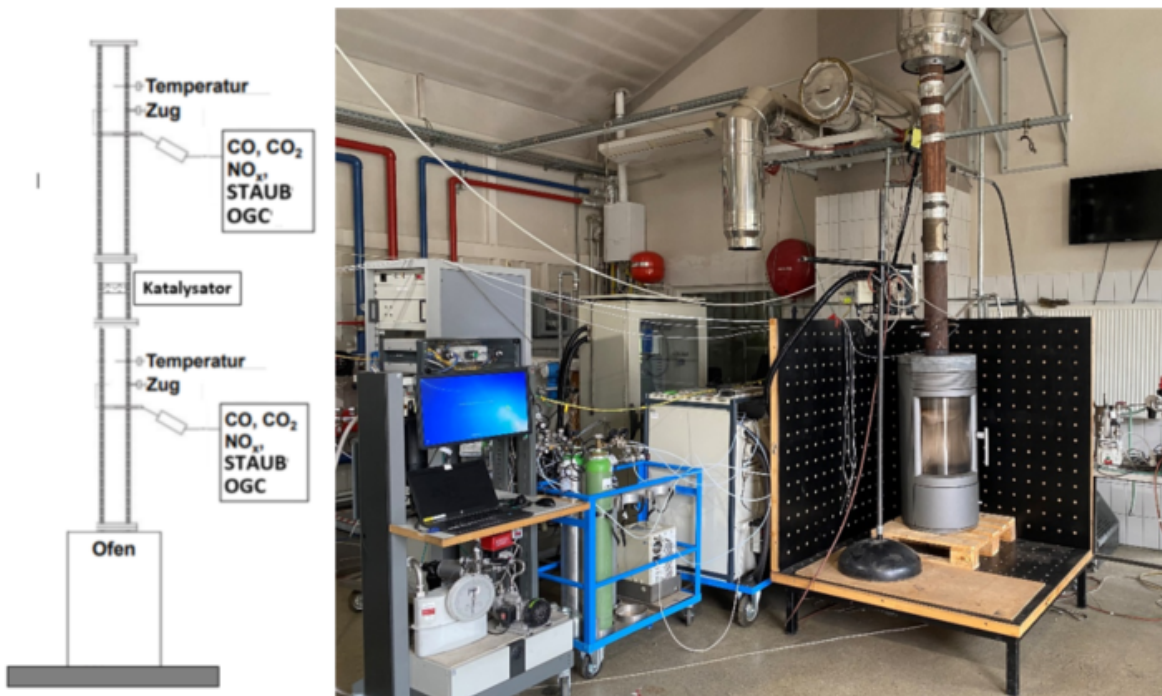 Temperatur
Zug
CO, CO₂
NOₓ,
STAUB
OGC
Katalysator
Temperatur
Zug
CO, CO₂
NOₓ,
STAUB
OGC
Ofen